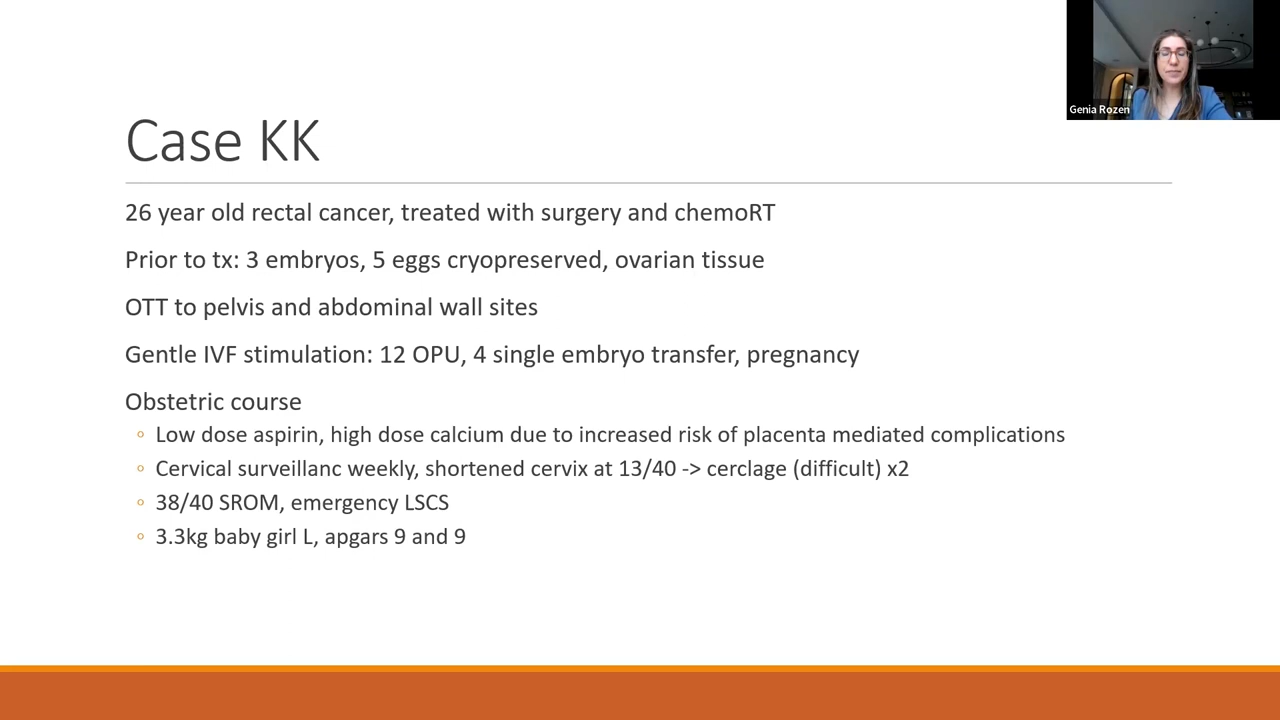 Genia Rozen
Case KK
26 year old rectal cancer, treated with surgery and chemoRT
Prior to tx: 3 embryos, 5 eggs cryopreserved, ovarian tissue
OTT to pelvis and abdominal wall sites
Gentle IVF stimulation: 12 OPU, 4 single embryo transfer, pregnancy
Obstetric course
◦ Low dose aspirin, high dose calcium due to increased risk of placenta mediated complications
◦ Cervical surveillanc weekly, shortened cervix at 13/40 -> cerclage (difficult) x2
◦ 38/40 SROM, emergency LSCS
◦ 3.3kg baby girl L, apgars 9 and 9